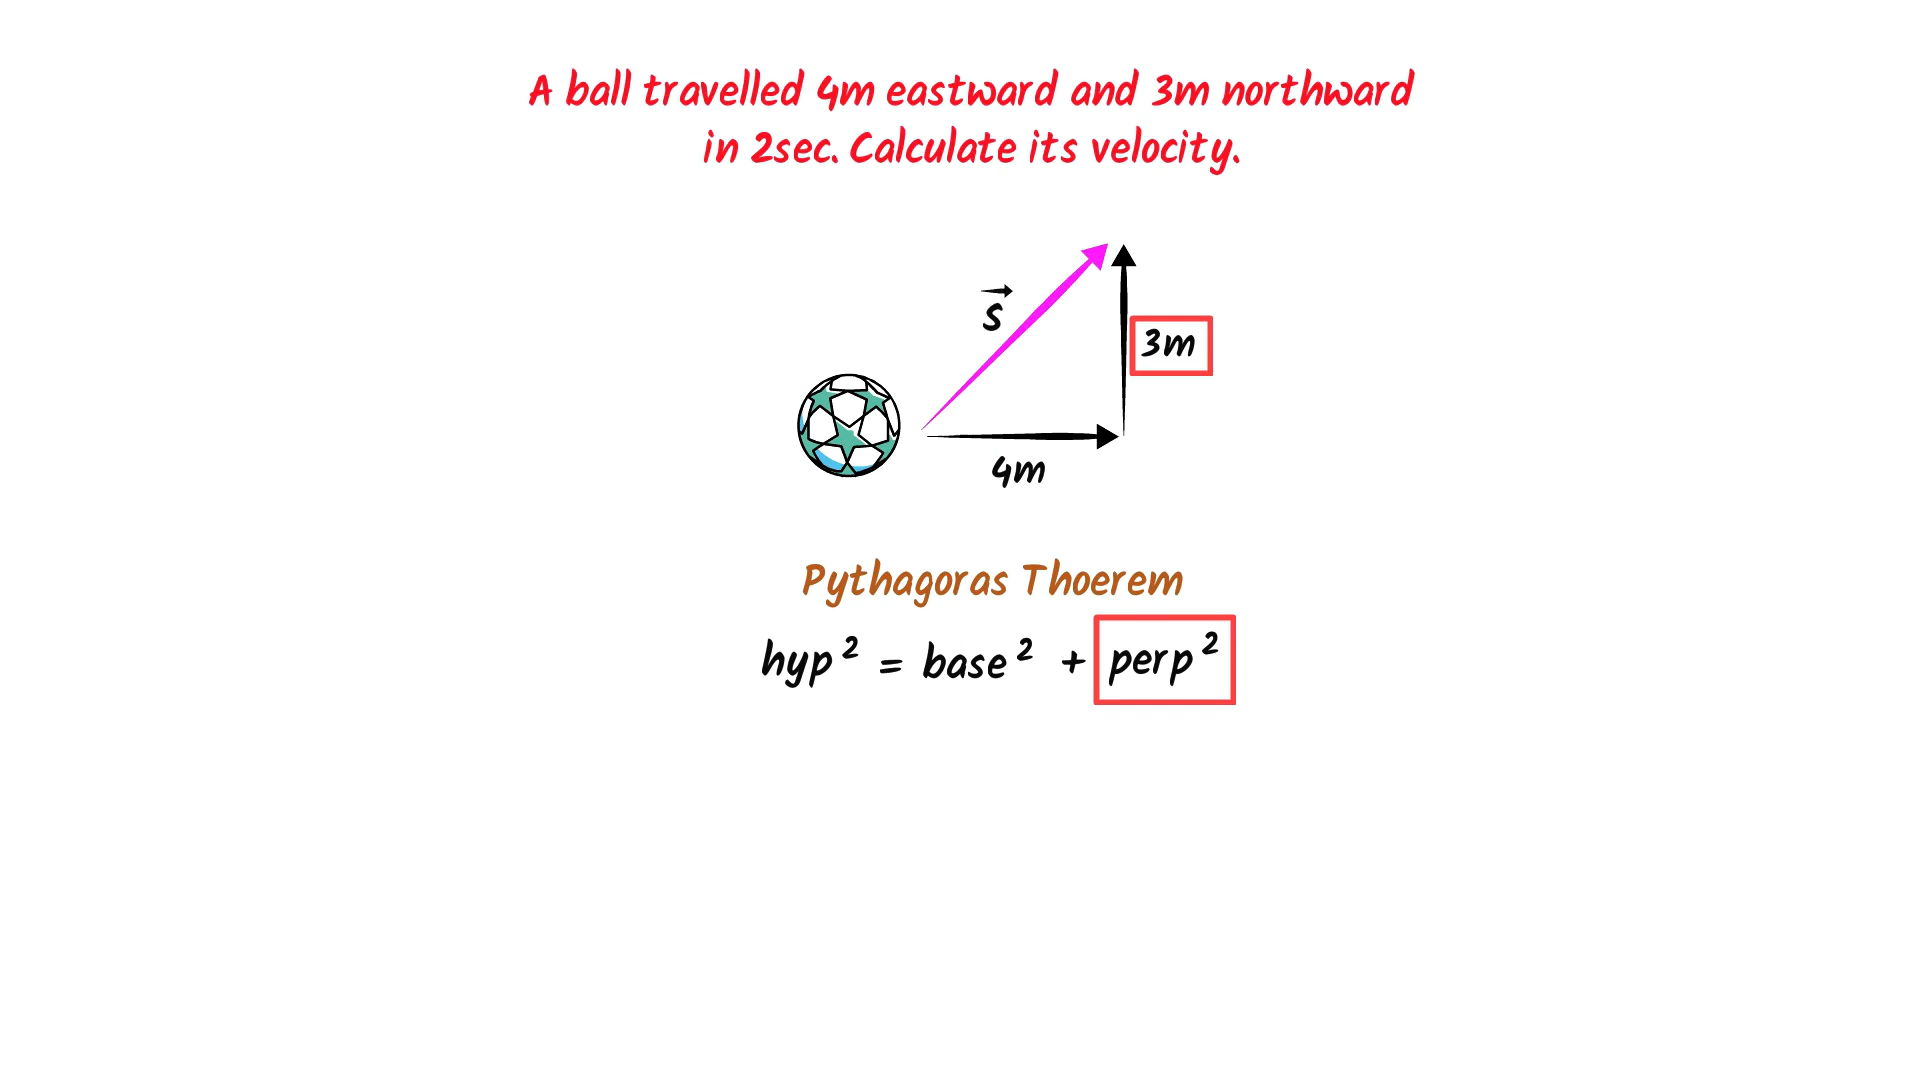 A ball travelled 4m eastward and 3m northward
in 2sec. Calculate its velocity.
S
3m
4m
Pythagoras Thoerem
hyp² = base² + perp²